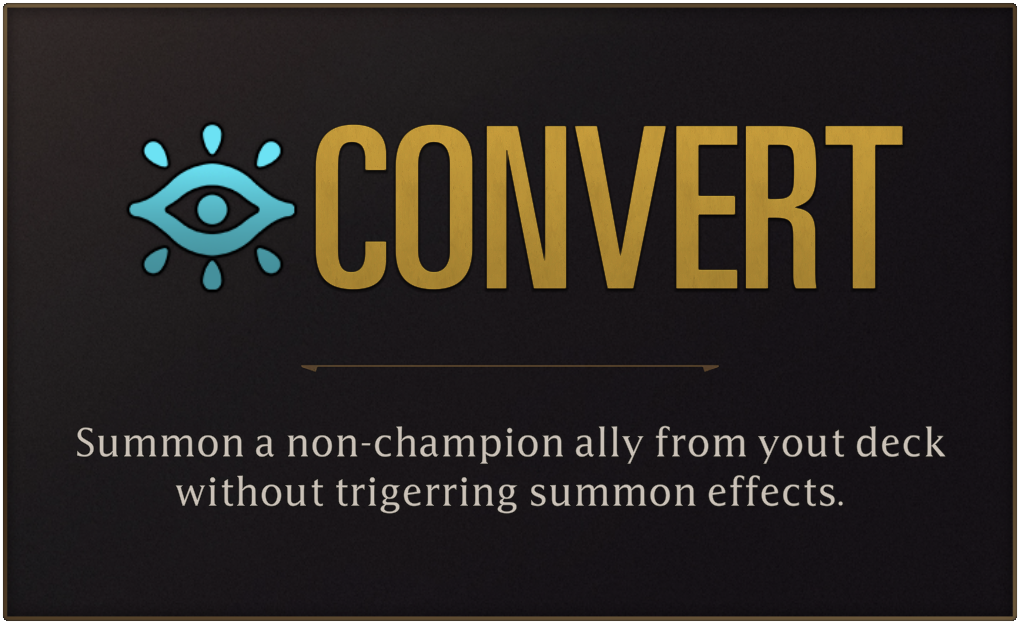 CONVERT
Summon a non-champion ally from yout deck
without trigerring summon effects.